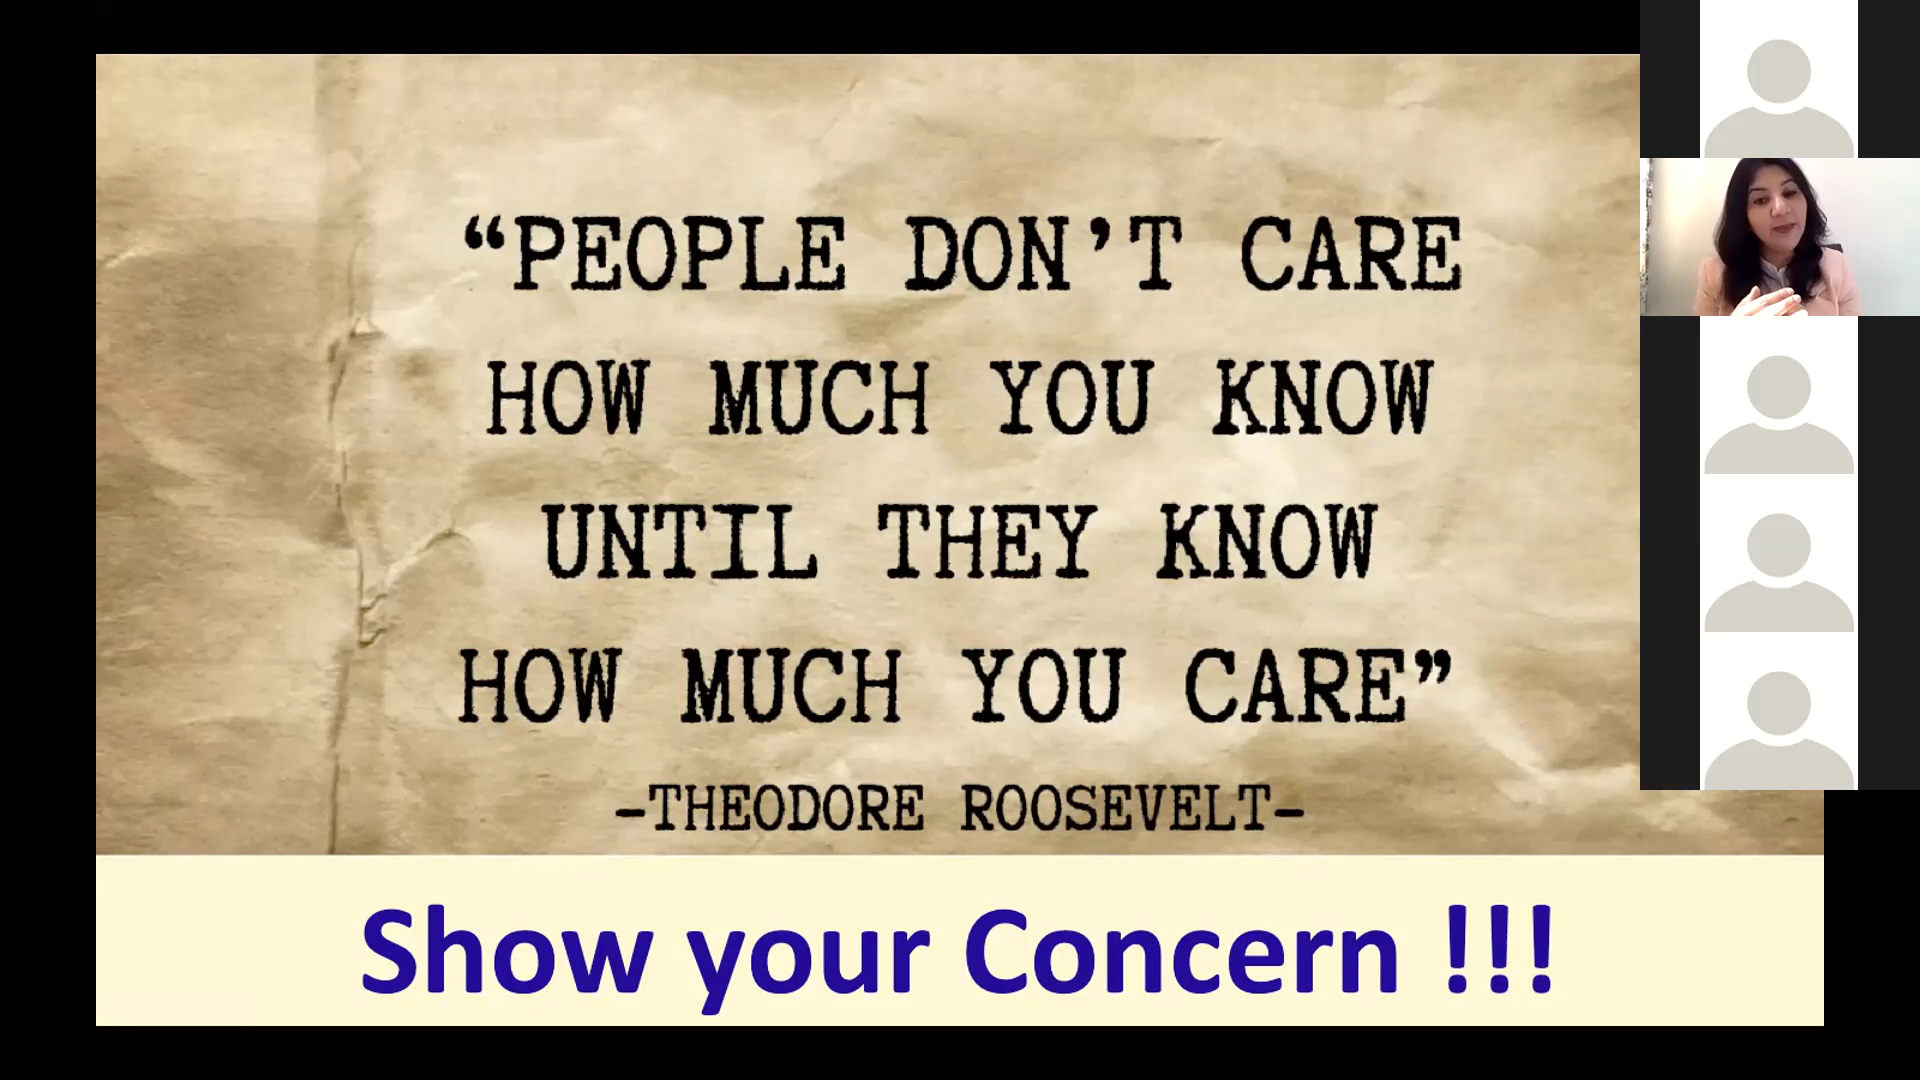 “PEOPLE DON’T CARE
HOW MUCH YOU KNOW
UNTIL THEY KNOW
HOW MUCH YOU CARE”
–THEODORE ROOSEVELT–
Show your Concern !!!